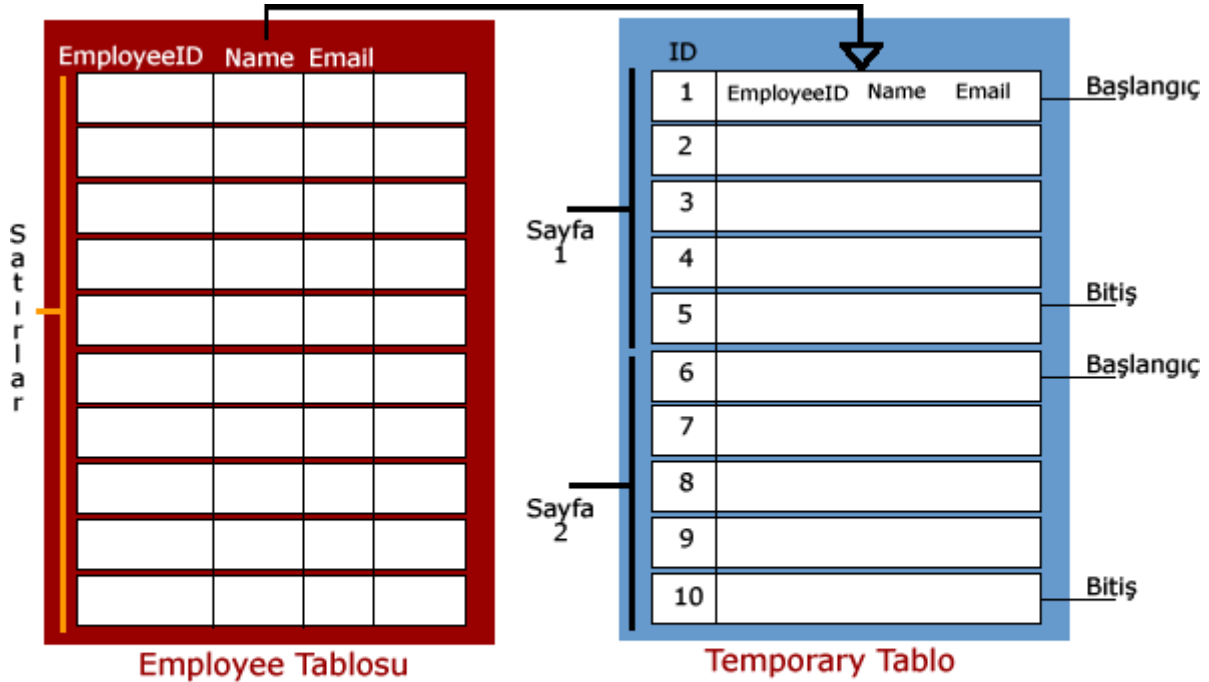 EmployeeID Name Email
Satırlar
Employee Tablosu
ID
1 EmployeeID Name Email
2
3
4
5
6
7
8
9
10
Sayfa
1
Sayfa
2
Başlangıç
Bitiş
Başlangıç
Bitiş
Temporary Tablo